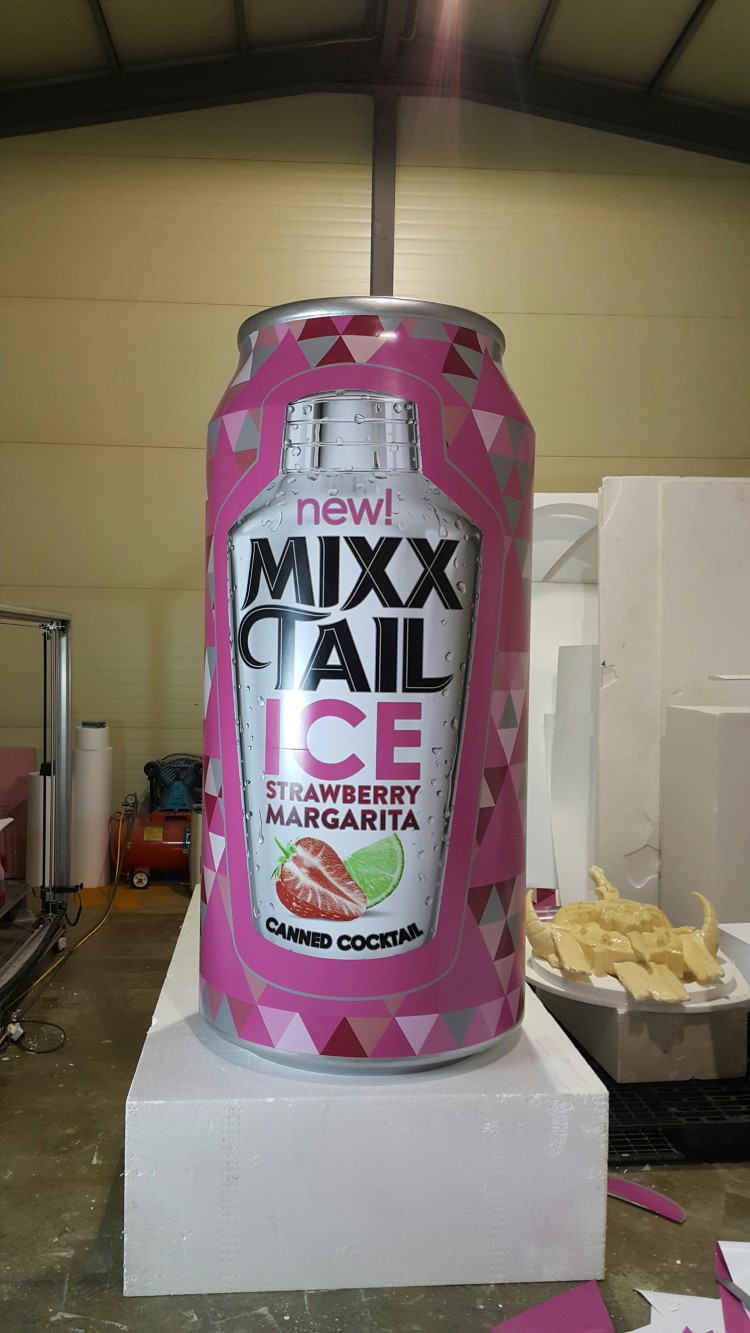 new!
MIXX
TAIL
ICE
STRAWBERRY
MARGARITA
CANNED COCKTAIL